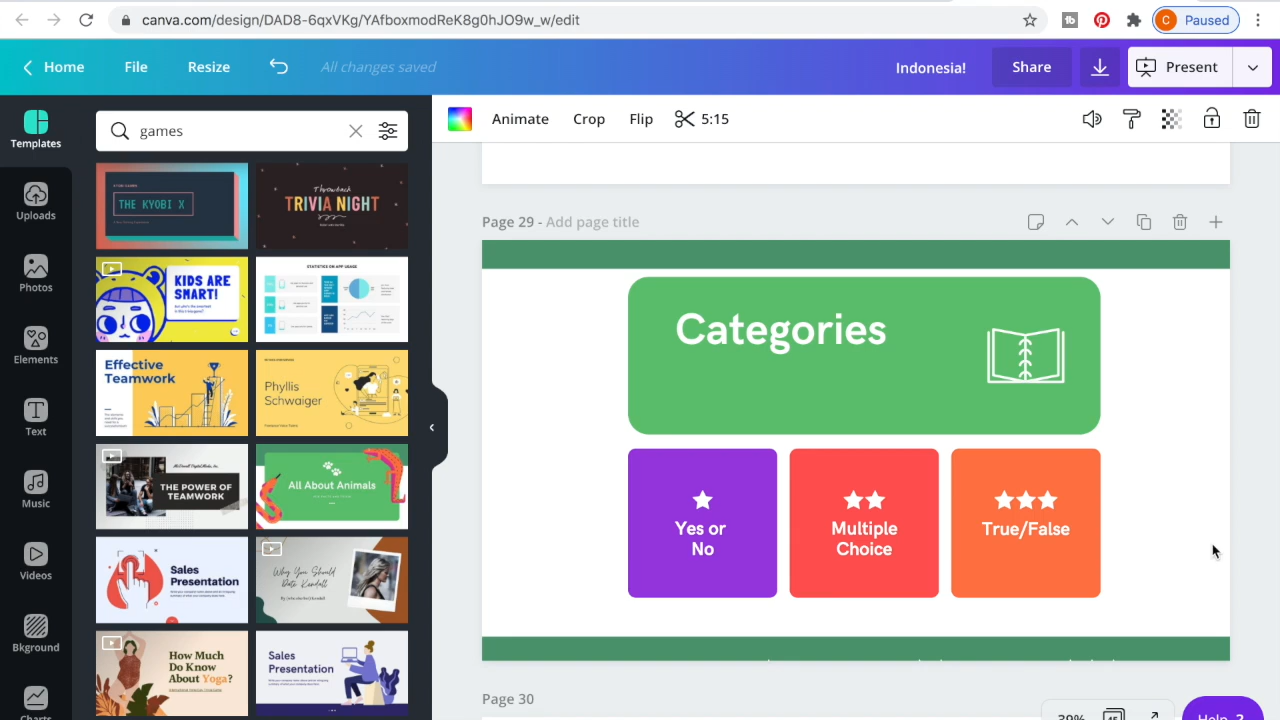 canva.com/design/DAD8-6qxVKg/YAfboxmodReK8g0hJO9w_w/edit
Paused
Home
File
Resize
All changes saved
Indonesia!
Share
Present
Templates
games
Animate
Crop
Flip
5:15
THE KYOBI X
Throwback
TRIVIA NIGHT
Page 29 - Add page title
Uploads
KIDS ARE
SMART!
STATISTICS ON APP USAGE
Photos
Categories
Effective
Teamwork
Phyllis
Schwaiger
Elements
Text
THE POWER OF
TEAMWORK
All About Animals
Yes or
No
Multiple
Choice
True/False
Music
Sales
Presentation
Why You Should
Date Kendall
Videos
Bkground
How Much
Do Know
About Yoga?
Sales
Presentation
Page 30
Charts
39%
45
Help ?